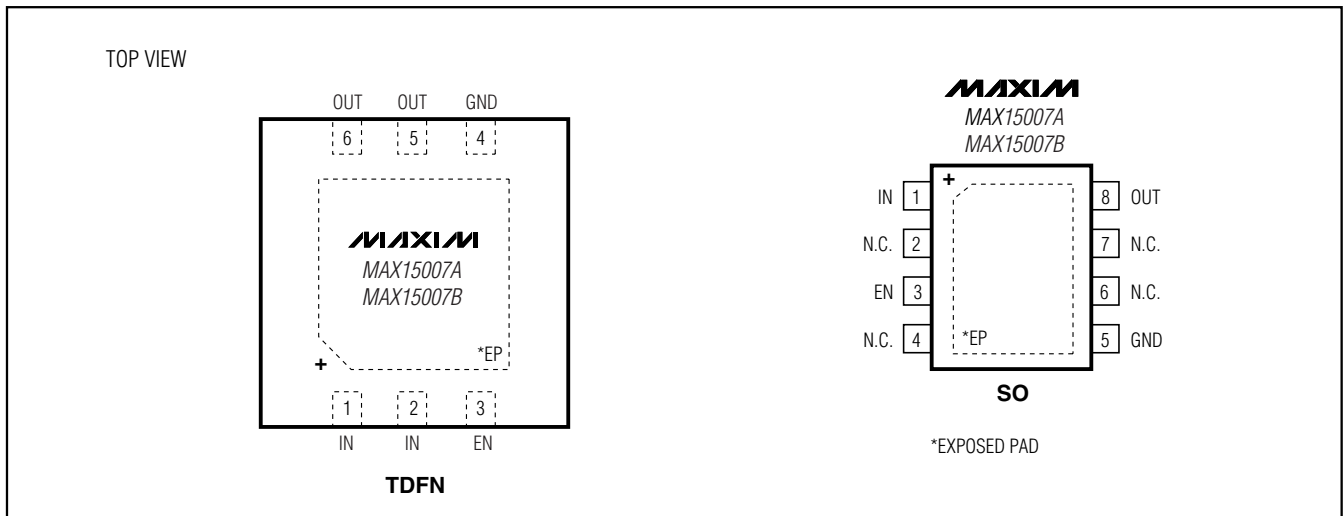 TOP VIEW
OUT OUT GND
6 5 4
MAXIM
MAX15007A
MAX15007B
*EP
+
1 2 3
IN IN EN
TDFN
MAXIM
MAX15007A
MAX15007B
+
IN 1 8 OUT
N.C. 2 7 N.C.
EN 3 6 N.C.
N.C. 4 *EP 5 GND
SO
*EXPOSED PAD